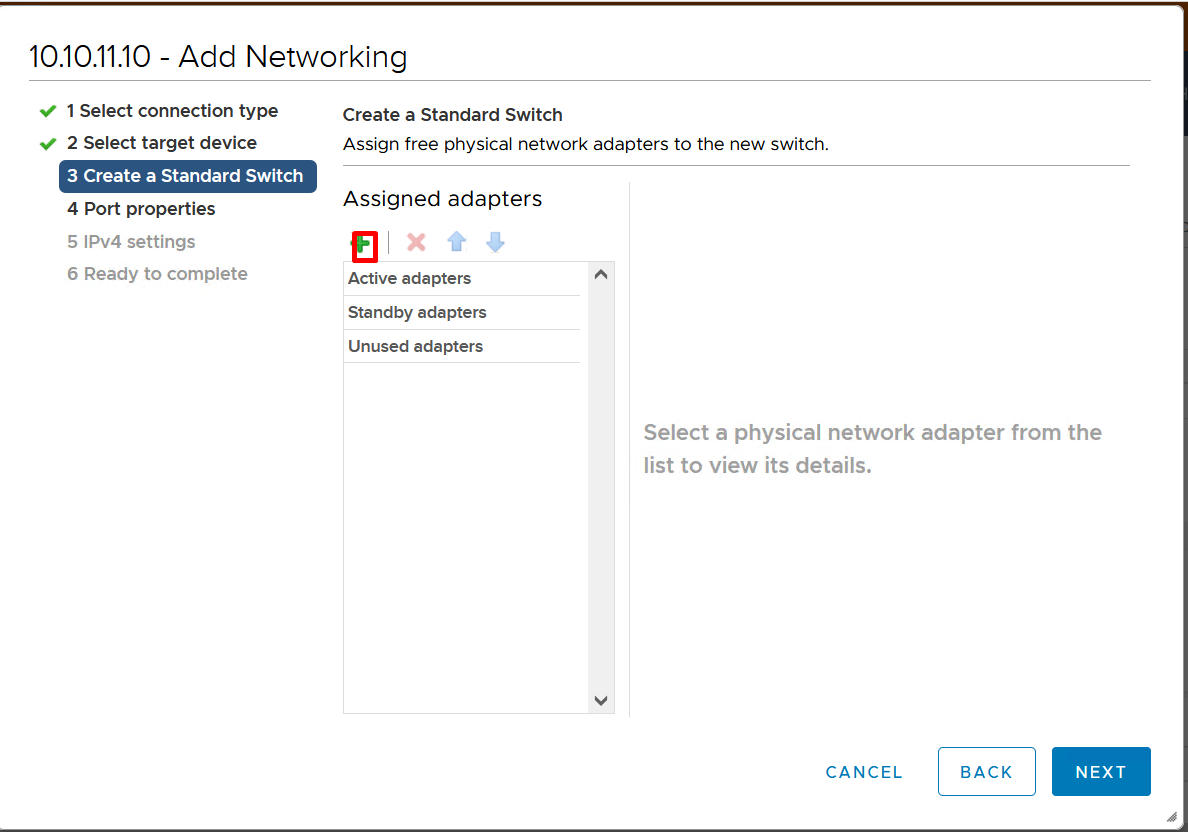 10.10.11.10 - Add Networking
1 Select connection type
2 Select target device
3 Create a Standard Switch
4 Port properties
5 IPv4 settings
6 Ready to complete
Create a Standard Switch
Assign free physical network adapters to the new switch.
Assigned adapters
Active adapters
Standby adapters
Unused adapters
Select a physical network adapter from the
list to view its details.
CANCEL
BACK
NEXT